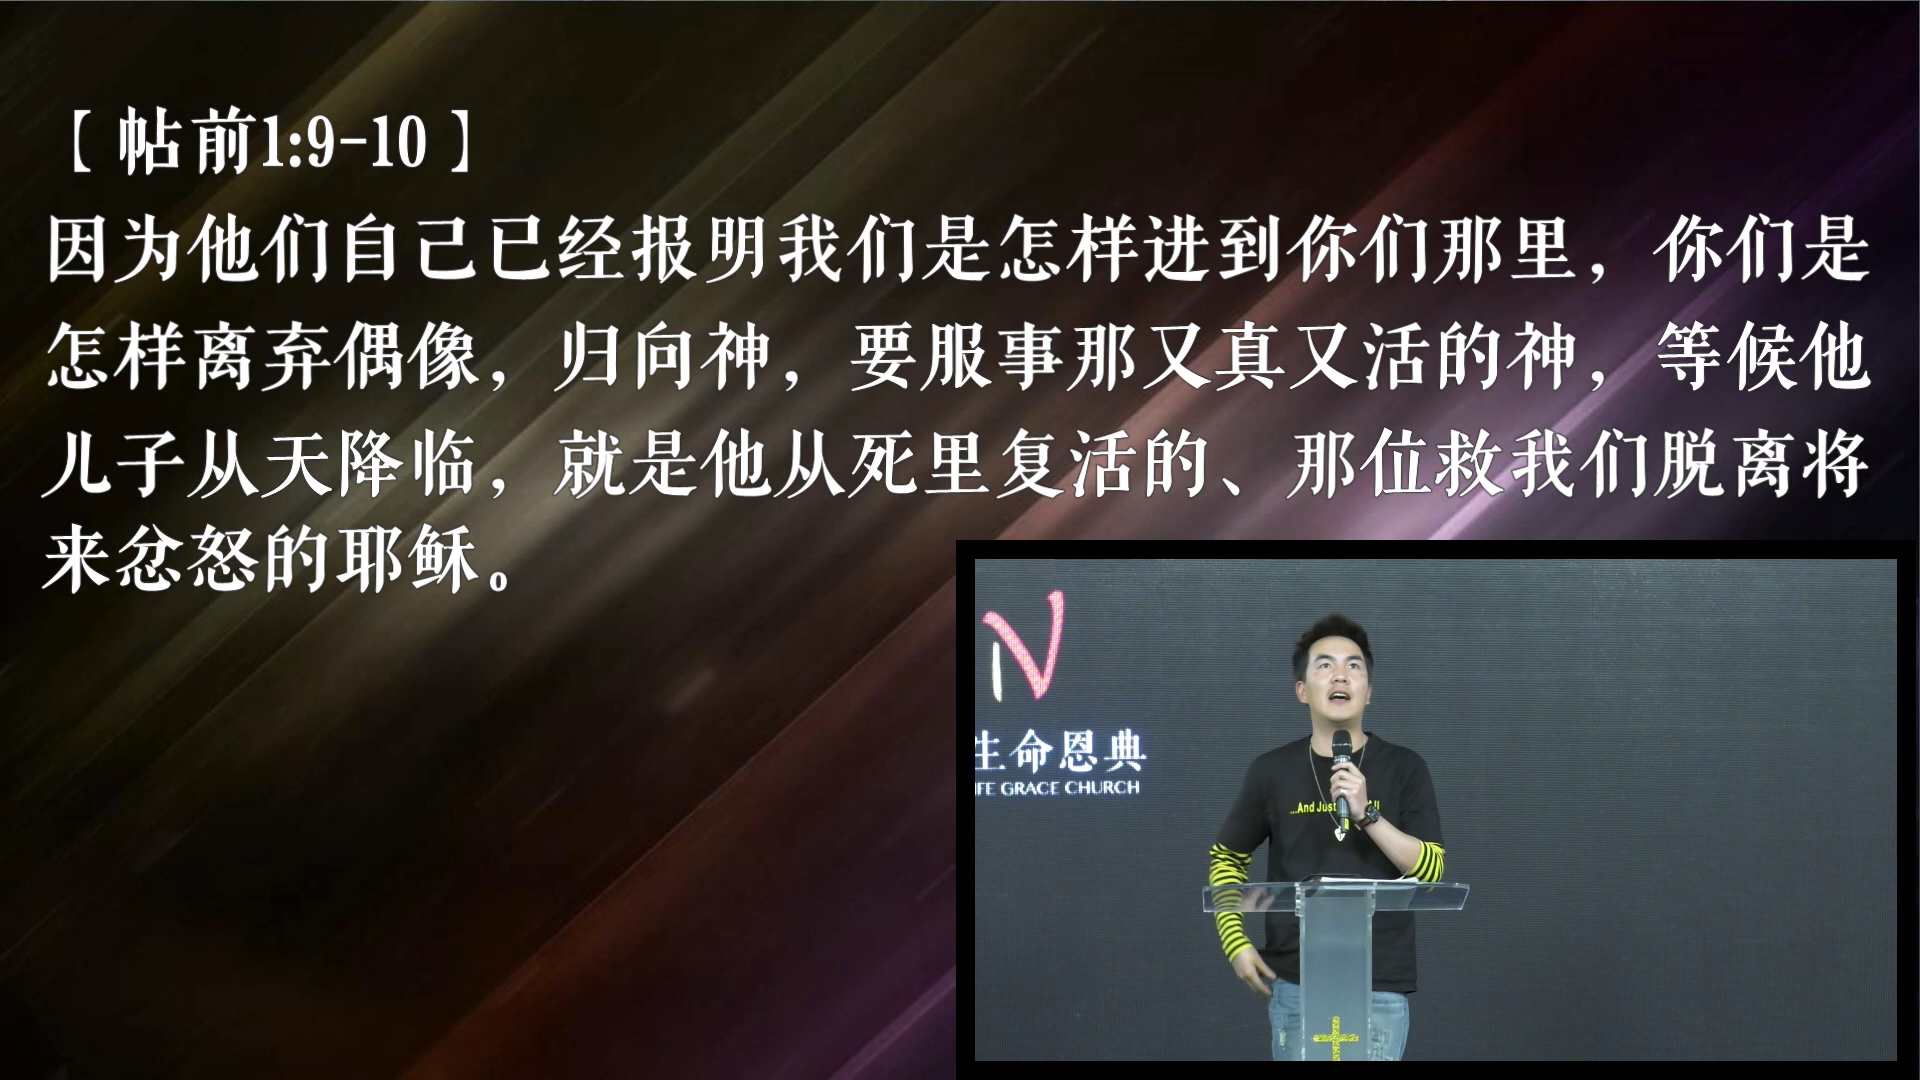 【帖前1:9-10】
因为他们自己已经报明我们是怎样进到你们那里，你们是
怎样离弃偶像，归向神，要服事那又真又活的神，等候他
儿子从天降临，就是他从死里复活的、那位救我们脱离将
来忿怒的耶稣。
生命恩典
IFE GRACE CHURCH
...And Just